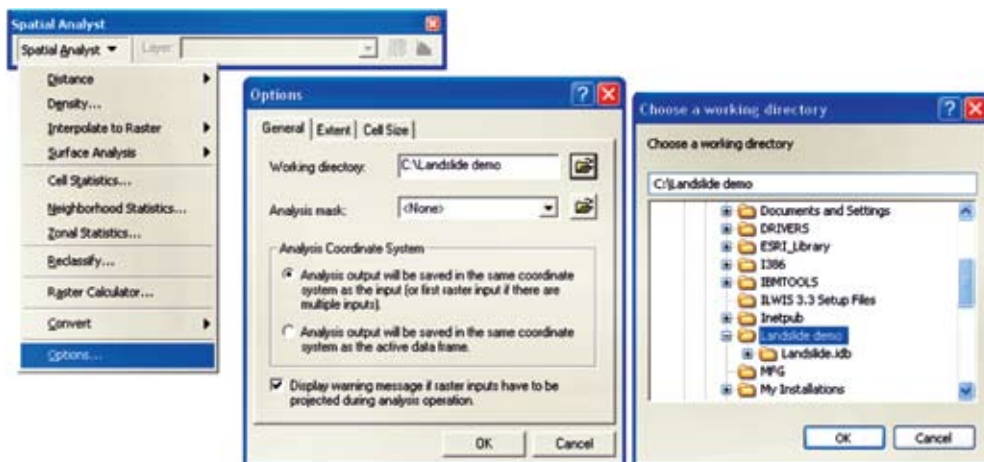 Spatial Analyst
Spatial Analyst
Layer:
Distance
Density...
Interpolate to Raster
Surface Analysis
Cell Statistics...
Neighborhood Statistics...
Zonal Statistics...
Reclassify...
Raster Calculator...
Convert
Options...
Options
General
Extent
Cell Size
Working directory:
C:\Landslide demo
Analysis mask:
<None>
Analysis Coordinate System
Analysis output will be saved in the same coordinate
system as the input (or first raster input if there are
multiple inputs).
Analysis output will be saved in the same coordinate
system as the active data frame.
Display warning message if raster inputs have to be
projected during analysis operation.
OK
Cancel
Choose a working directory
Choose a working directory
C:\Landslide demo
Documents and Settings
DRIVERS
ESRI_Library
I386
IBMTOOLS
ILWIS 3.3 Setup Files
Inetpub
Landslide demo
Landslide.idb
MFG
My Installations
OK
Cancel